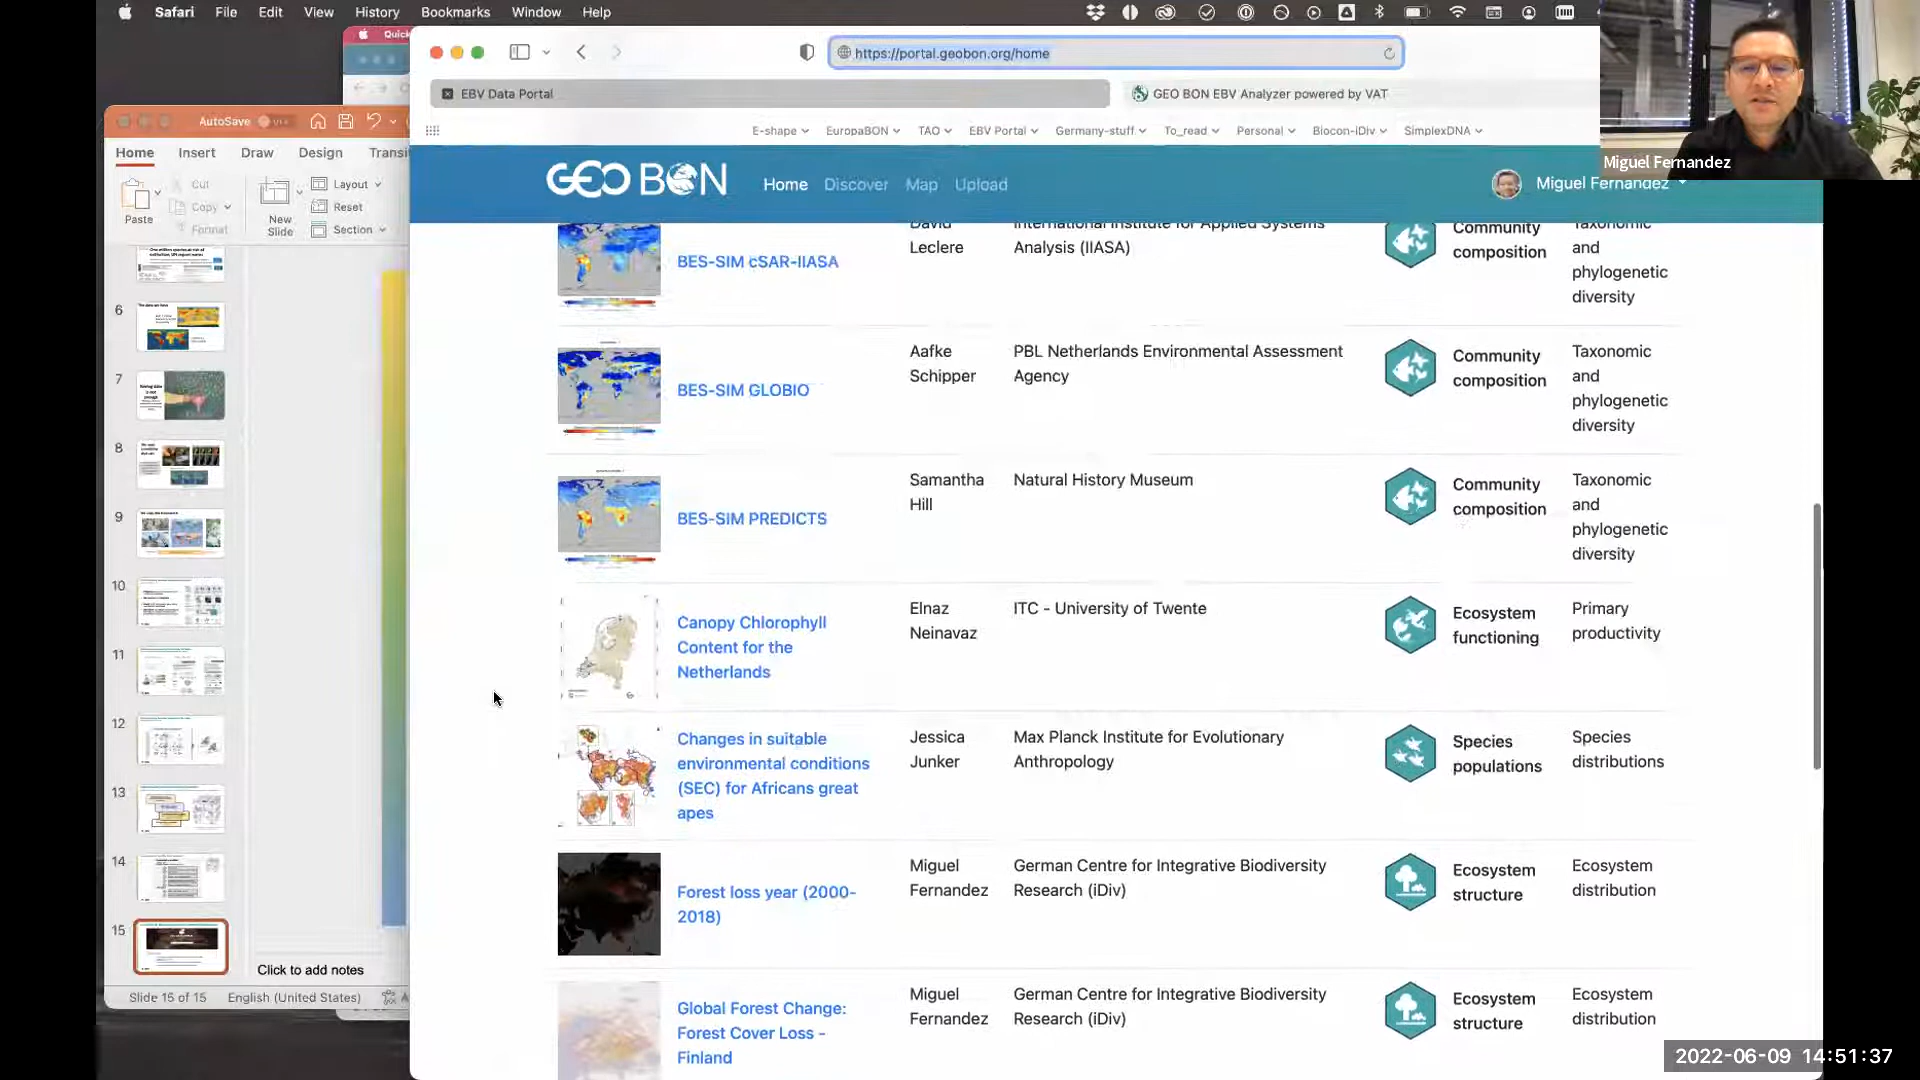 Safari File Edit View History Bookmarks Window Help
Quick
https://portal.geobon.org/home
EBV Data Portal
GEO BON EBV Analyzer powered by VAT
E-shape EuropaBON TAO EBV Portal Germany-stuff To_read Personal Biocon-iDiv SimplexDNA
Miguel Fernandez
AutoSave
Home Insert Draw Design Transiti
Paste
Cut
Copy
Format
New
Slide
Layout
Reset
Section
GEO BON
Home Discover Map Upload
Miguel Fernandez
BES-SIM cSAR-IIASA
David
Leclere
International Institute for Applied Systems
Analysis (IIASA)
Community
composition
Taxonomic
and
phylogenetic
diversity
BES-SIM GLOBIO
Aafke
Schipper
PBL Netherlands Environmental Assessment
Agency
Community
composition
Taxonomic
and
phylogenetic
diversity
BES-SIM PREDICTS
Samantha
Hill
Natural History Museum
Community
composition
Taxonomic
and
phylogenetic
diversity
Canopy Chlorophyll
Content for the
Netherlands
Elnaz
Neinavaz
ITC - University of Twente
Ecosystem
functioning
Primary
productivity
Changes in suitable
environmental conditions
(SEC) for Africans great
apes
Jessica
Junker
Max Planck Institute for Evolutionary
Anthropology
Species
populations
Species
distributions
Forest loss year (2000-
2018)
Miguel
Fernandez
German Centre for Integrative Biodiversity
Research (iDiv)
Ecosystem
structure
Ecosystem
distribution
Global Forest Change:
Forest Cover Loss -
Finland
Miguel
Fernandez
German Centre for Integrative Biodiversity
Research (iDiv)
Ecosystem
structure
Ecosystem
distribution
6
7
8
9
10
11
12
13
14
15
Click to add notes
Slide 15 of 15 English (United States)
2022-06-09 14:51:37